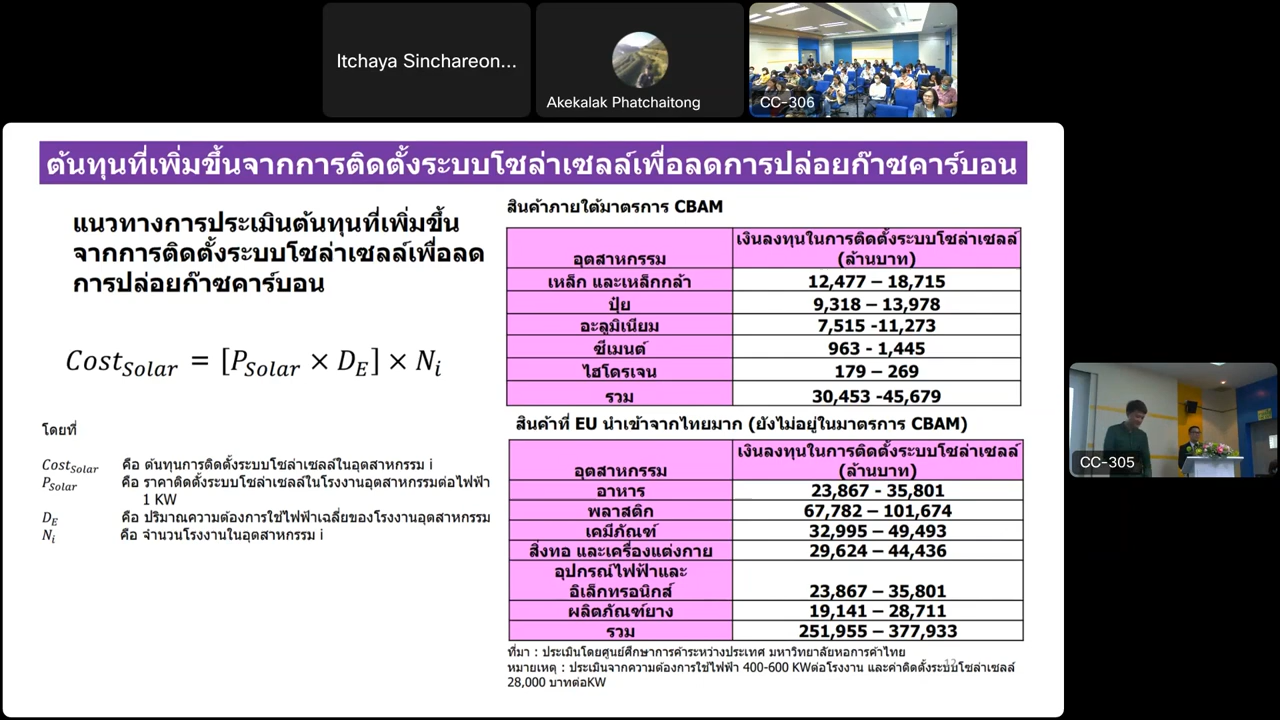 Itchaya Sinchareon...
Akekalak Phatchaitong
CC-306
ต้นทุนที่เพิ่มขึ้นจากการติดตั้งระบบโซล่าเซลล์เพื่อลดการปล่อยก๊าซคาร์บอน
แนวทางการประเมินต้นทุนที่เพิ่มขึ้น
จากการติดตั้งระบบโซล่าเซลล์เพื่อลด
การปล่อยก๊าซคาร์บอน
Cost_Solar = [P_Solar × D_E] × N_i
โดยที่
Cost_Solar คือ ต้นทุนการติดตั้งระบบโซล่าเซลล์ในอุตสาหกรรม i
P_Solar คือ ราคาติดตั้งระบบโซล่าเซลล์ในโรงงานอุตสาหกรรมต่อไฟฟ้า
1 KW
D_E คือ ปริมาณความต้องการใช้ไฟฟ้าเฉลี่ยของโรงงานอุตสาหกรรม
N_i คือ จำนวนโรงงานในอุตสาหกรรม i
สินค้าภายใต้มาตรการ CBAM
เงินลงทุนในการติดตั้งระบบโซล่าเซลล์
อุตสาหกรรม (ล้านบาท)
เหล็ก และเหล็กกล้า 12,477 – 18,715
ปุ๋ย 9,318 – 13,978
อะลูมิเนียม 7,515 -11,273
ซีเมนต์ 963 - 1,445
ไฮโดรเจน 179 – 269
รวม 30,453 -45,679
สินค้าที่ EU นำเข้าจากไทยมาก (ยังไม่อยู่ในมาตรการ CBAM)
เงินลงทุนในการติดตั้งระบบโซล่าเซลล์
อุตสาหกรรม (ล้านบาท)
อาหาร 23,867 - 35,801
พลาสติก 67,782 – 101,674
เคมีภัณฑ์ 32,995 – 49,493
สิ่งทอ และเครื่องแต่งกาย 29,624 – 44,436
อุปกรณ์ไฟฟ้าและ
อิเล็กทรอนิกส์ 23,867 – 35,801
ผลิตภัณฑ์ยาง 19,141 – 28,711
รวม 251,955 – 377,933
ที่มา : ประเมินโดยศูนย์ศึกษาการค้าระหว่างประเทศ มหาวิทยาลัยหอการค้าไทย
หมายเหตุ : ประเมินจากความต้องการใช้ไฟฟ้า 400-600 KWต่อโรงงาน และค่าติดตั้งระบบโซล่าเซลล์
28,000 บาทต่อKW
CC-305